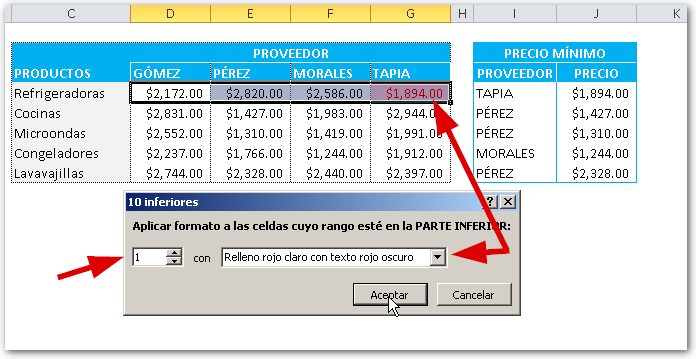 C D E F G H I J K
PROVEEDOR PRECIO MÍNIMO
PRODUCTOS GÓMEZ PÉREZ MORALES TAPIA PROVEEDOR PRECIO
Refrigeradoras $2,172.00 $2,820.00 $2,586.00 $1,894.00 TAPIA $1,894.00
Cocinas $2,831.00 $1,427.00 $1,983.00 $2,944.00 PÉREZ $1,427.00
Microondas $2,552.00 $1,310.00 $1,419.00 $1,991.00 PÉREZ $1,310.00
Congeladores $2,237.00 $1,766.00 $1,244.00 $1,912.00 MORALES $1,244.00
Lavavajillas $2,744.00 $2,328.00 $2,440.00 $2,397.00 PÉREZ $2,328.00
10 inferiores
Aplicar formato a las celdas cuyo rango esté en la PARTE INFERIOR:
1 con Relleno rojo claro con texto rojo oscuro
Aceptar Cancelar